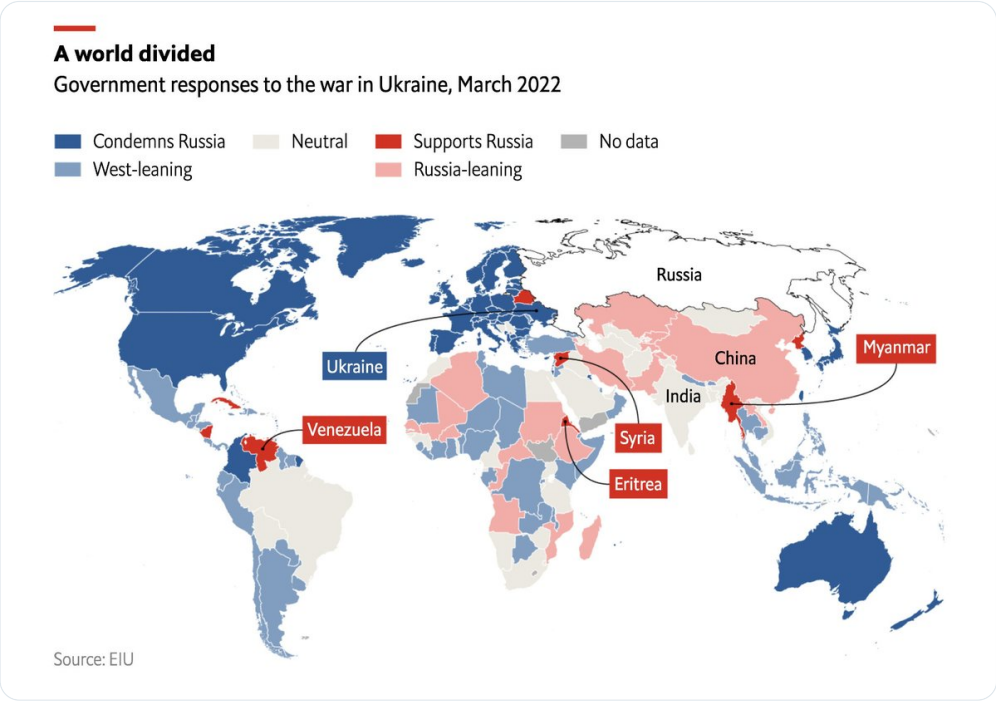 A world divided
Government responses to the war in Ukraine, March 2022
Condemns Russia
Neutral
Supports Russia
No data
West-leaning
Russia-leaning
Russia
Myanmar
China
Ukraine
India
Venezuela
Syria
Eritrea
Source: EIU